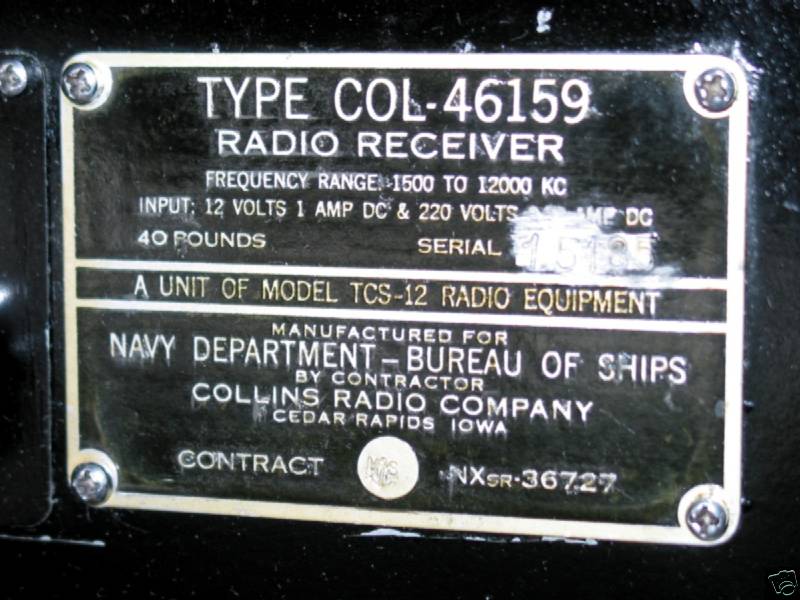 TYPE COL-46159
RADIO RECEIVER
FREQUENCY RANGE: 1500 TO 12000 KC
INPUT: 12 VOLTS 1 AMP DC & 220 VOLTS AMP DC
40 POUNDS SERIAL
A UNIT OF MODEL TCS-12 RADIO EQUIPMENT
MANUFACTURED FOR
NAVY DEPARTMENT - BUREAU OF SHIPS
BY CONTRACTOR
COLLINS RADIO COMPANY
CEDAR RAPIDS IOWA
CONTRACT NXSR-36727